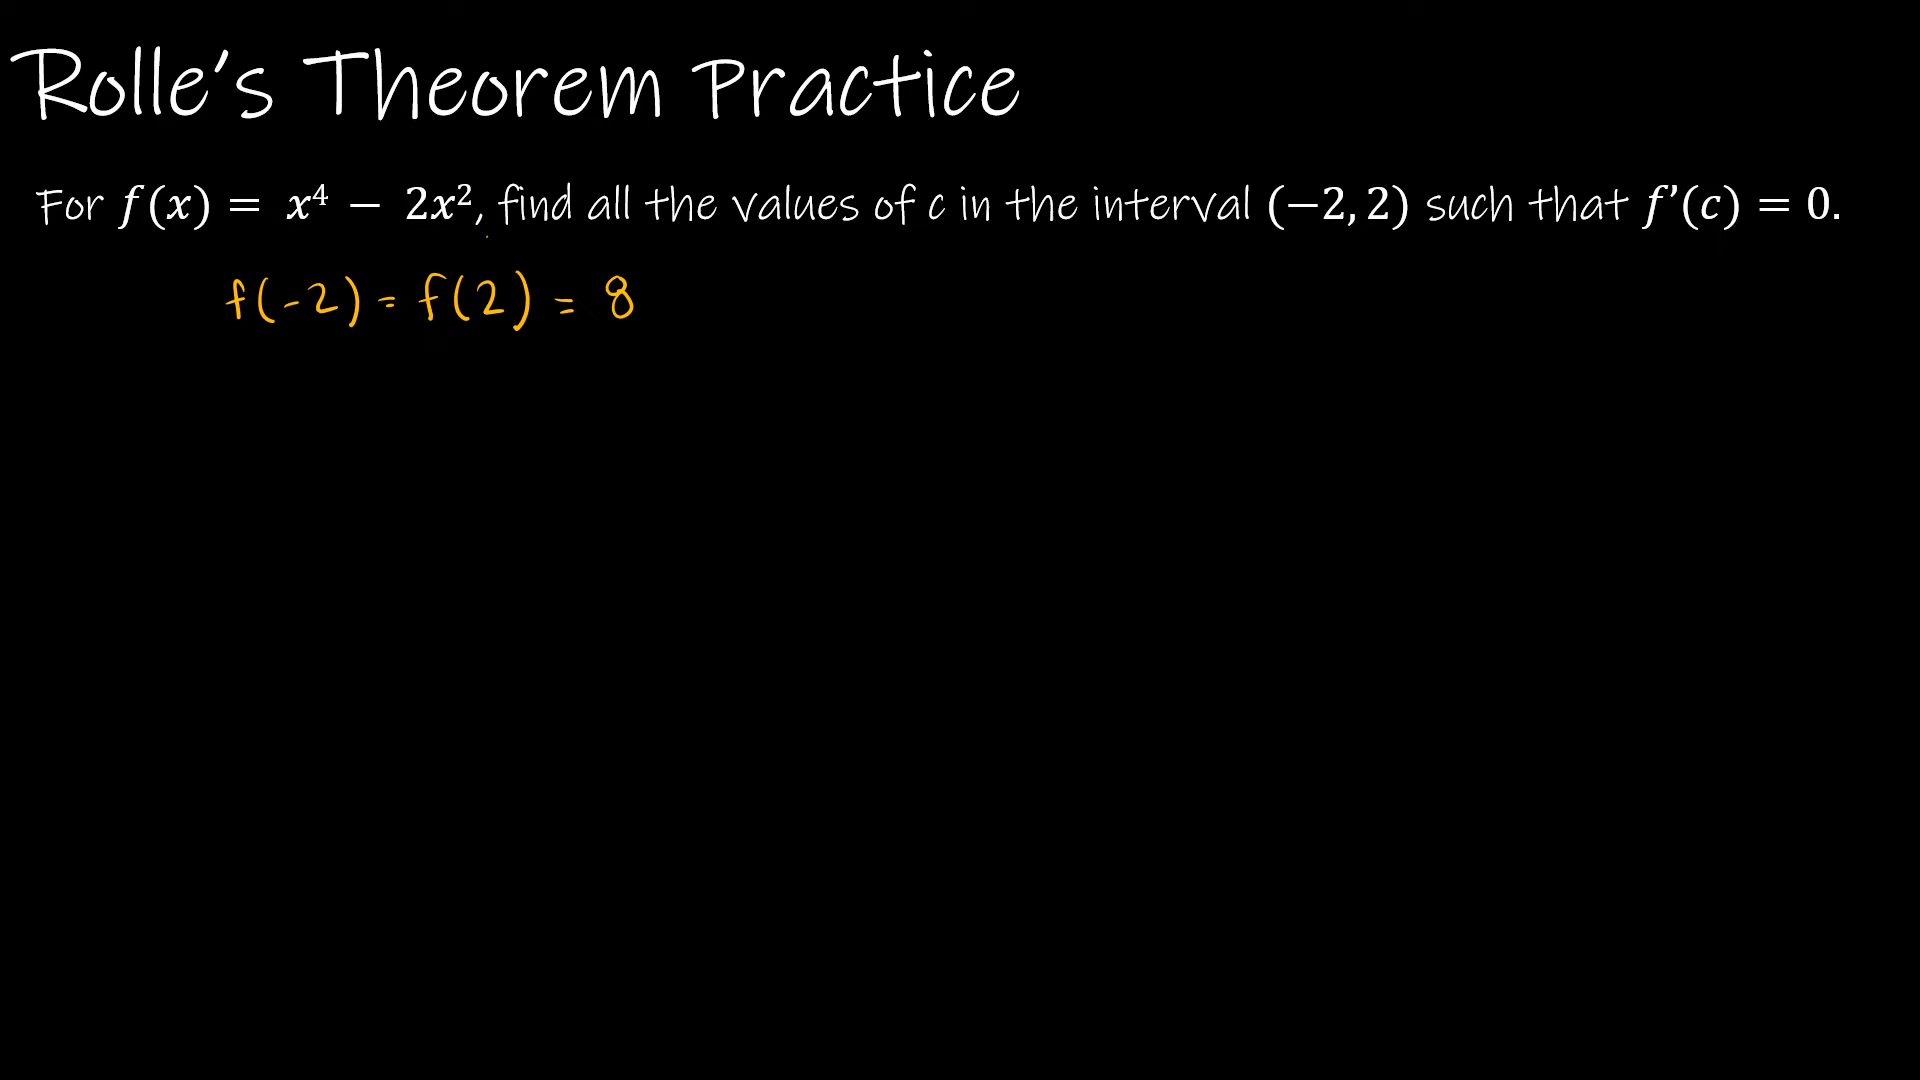 Rolle's Theorem Practice
For f(x) = x⁴ − 2x², find all the values of c in the interval (−2, 2) such that f'(c) = 0.
f(-2) = f(2) = 8